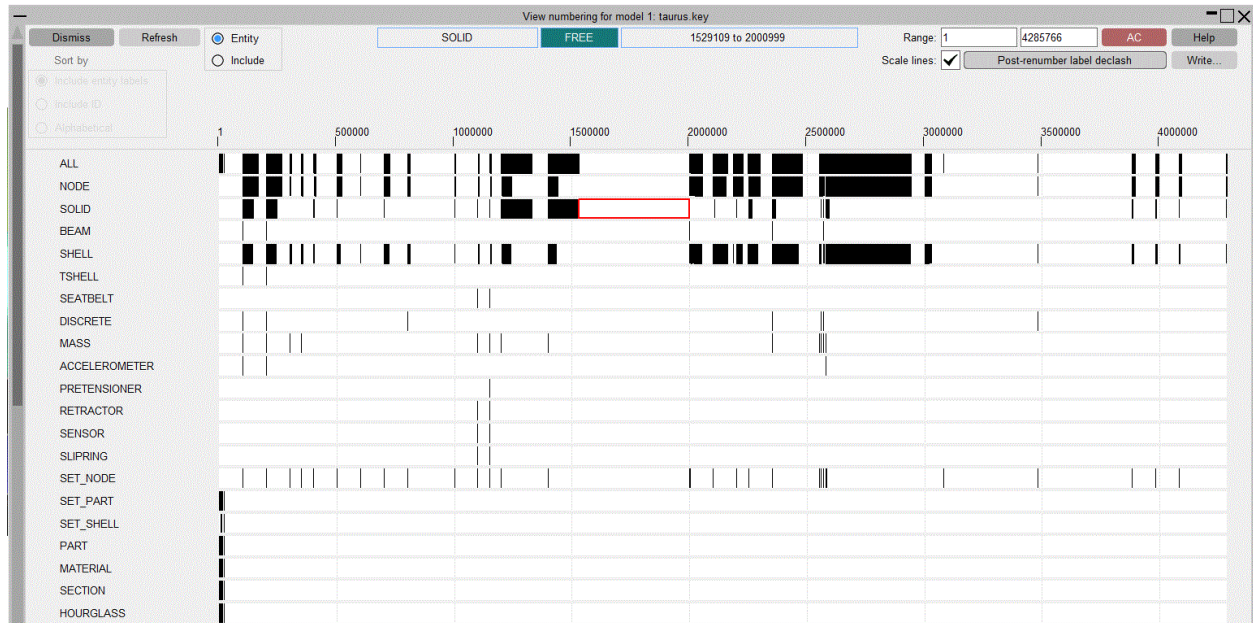 View numbering for model 1: taurus.key
Dismiss Refresh Entity SOLID FREE 1529109 to 2000999 Range: 1 4285766 AC Help
Sort by Include Scale lines: Post-renumber label declash Write...
Include entity labels
Include ID
Alphabetical
1 500000 1000000 1500000 2000000 2500000 3000000 3500000 4000000
ALL
NODE
SOLID
BEAM
SHELL
TSHELL
SEATBELT
DISCRETE
MASS
ACCELEROMETER
PRETENSIONER
RETRACTOR
SENSOR
SLIPRING
SET_NODE
SET_PART
SET_SHELL
PART
MATERIAL
SECTION
HOURGLASS